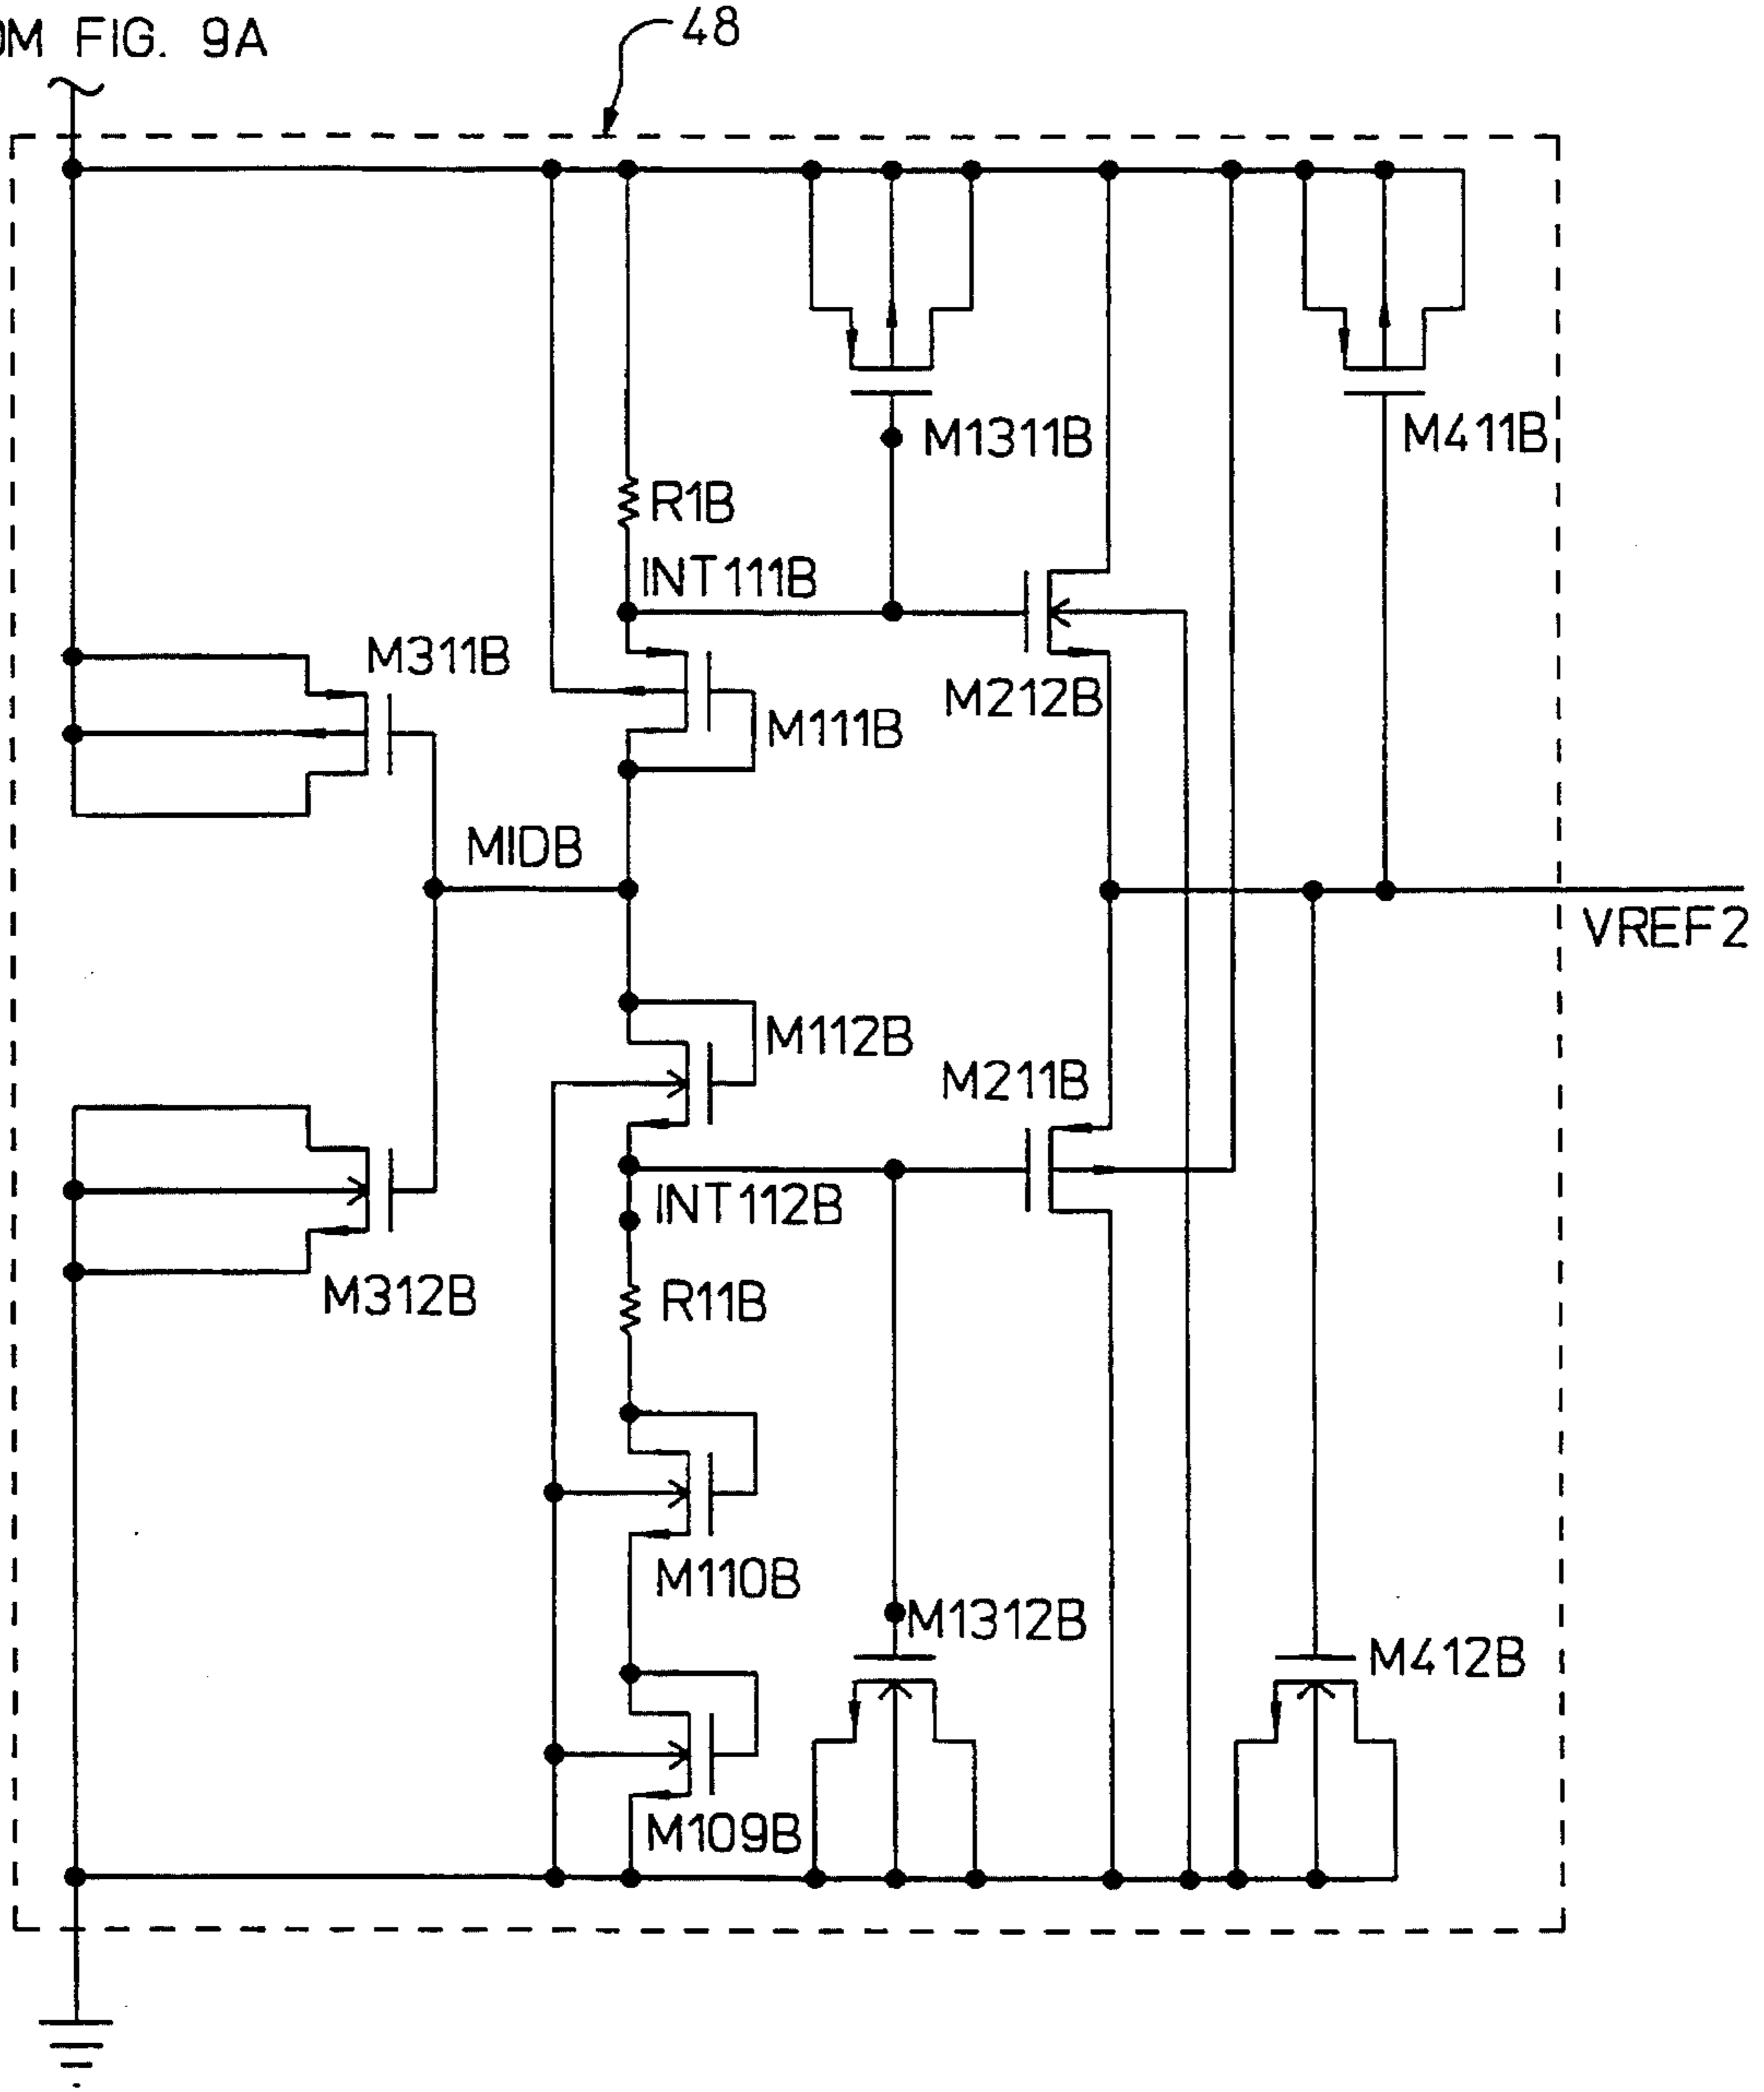 OM FIG. 9A
48
M1311B
M411B
R1B
INT111B
M311B
M212B
M111B
MIDB
VREF2
M112B
M211B
INT112B
M312B
R11B
M110B
M1312B
M412B
M109B